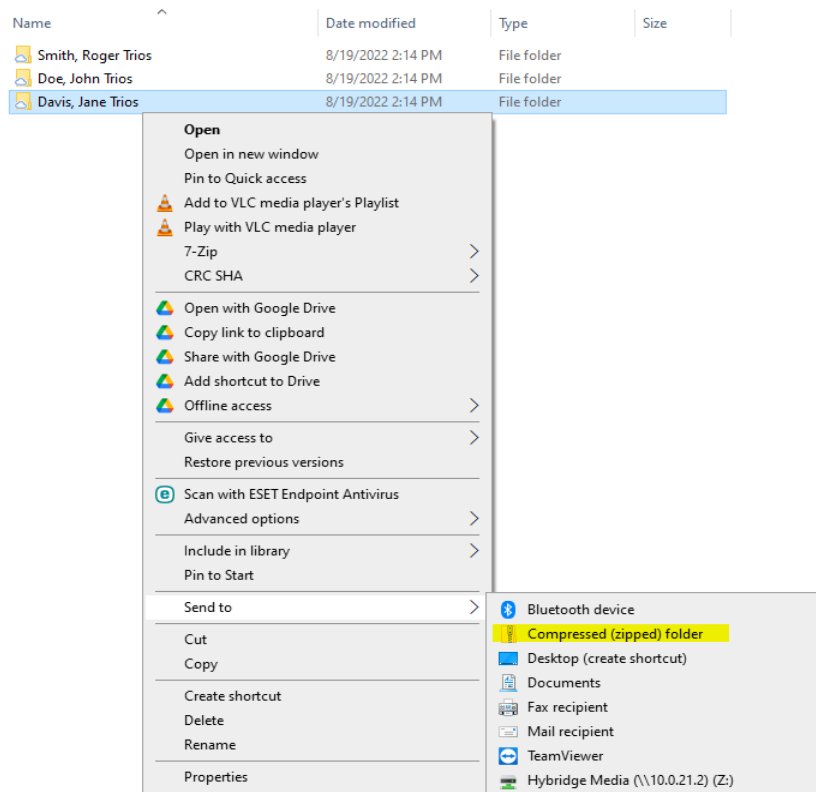 Name Date modified Type Size
Smith, Roger Trios 8/19/2022 2:14 PM File folder
Doe, John Trios 8/19/2022 2:14 PM File folder
Davis, Jane Trios 8/19/2022 2:14 PM File folder
Open
Open in new window
Pin to Quick access
Add to VLC media player's Playlist
Play with VLC media player
7-Zip
CRC SHA
Open with Google Drive
Copy link to clipboard
Share with Google Drive
Add shortcut to Drive
Offline access
Give access to
Restore previous versions
Scan with ESET Endpoint Antivirus
Advanced options
Include in library
Pin to Start
Send to
Cut
Copy
Create shortcut
Delete
Rename
Properties
Bluetooth device
Compressed (zipped) folder
Desktop (create shortcut)
Documents
Fax recipient
Mail recipient
TeamViewer
Hybridge Media (\\10.0.21.2) (Z:)